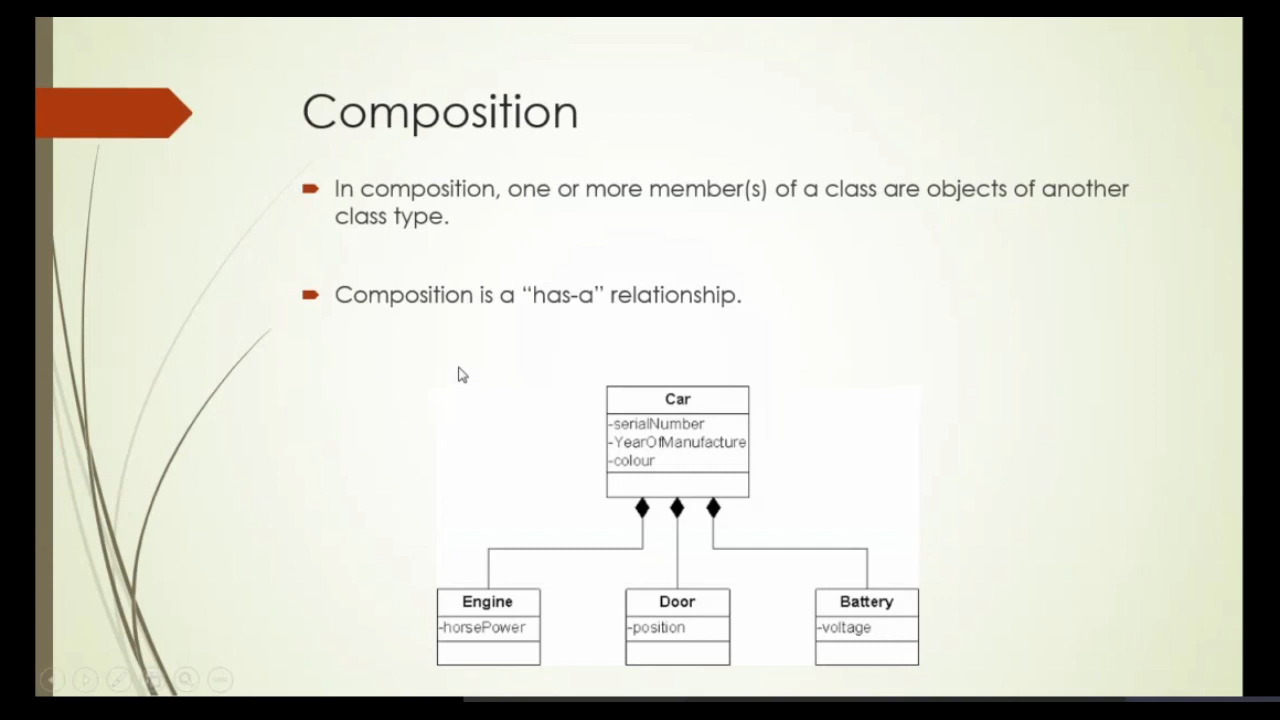 Composition
In composition, one or more member(s) of a class are objects of another
class type.
Composition is a “has-a” relationship.
Car
-serialNumber
-YearOfManufacture
-colour
Engine
-horsePower
Door
-position
Battery
-voltage